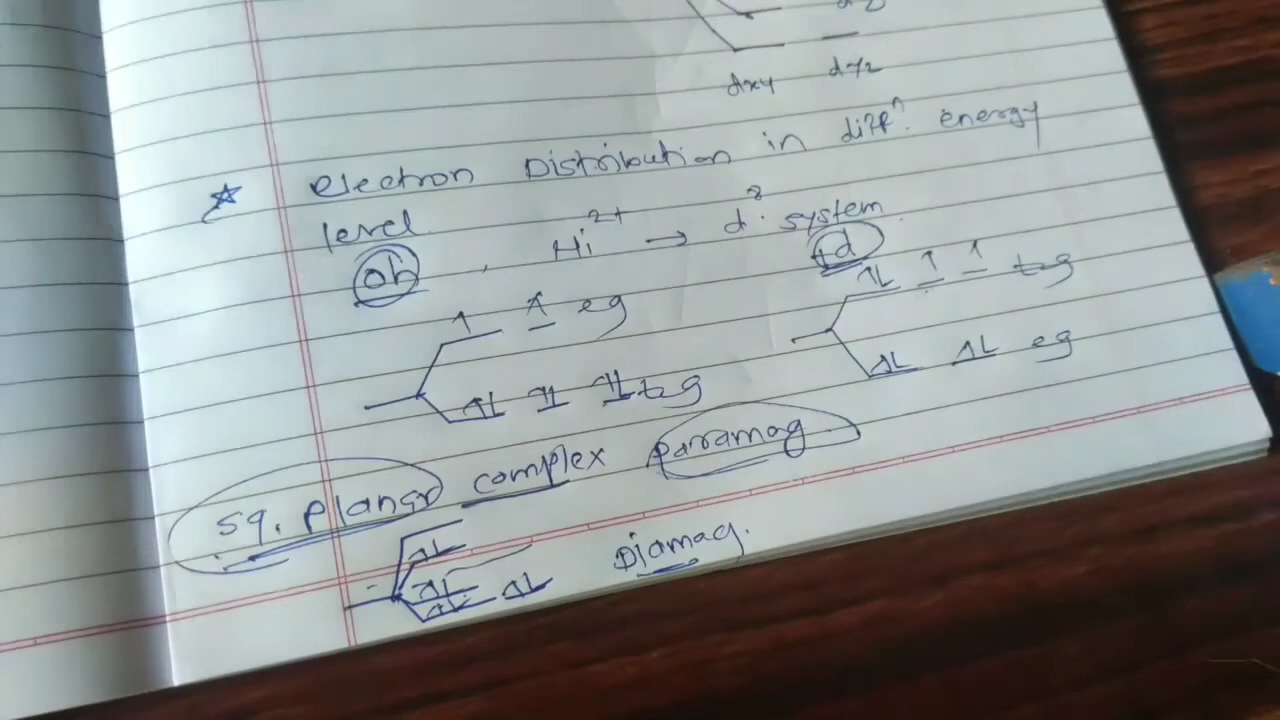 dxy dyz
☆ electron Distribution in diffⁿ. energy
level
Ni²⁺ → d⁸ system
oh td
↑ ↑ eg
↑↓ ↑↓ ↑↓ t₂g
↑↓ ↑ ↑ t₂g
↑↓ ↑↓ eg
sq. planar complex paramag
↑↓
↑↓
↑↓ ↑↓
Diamag.